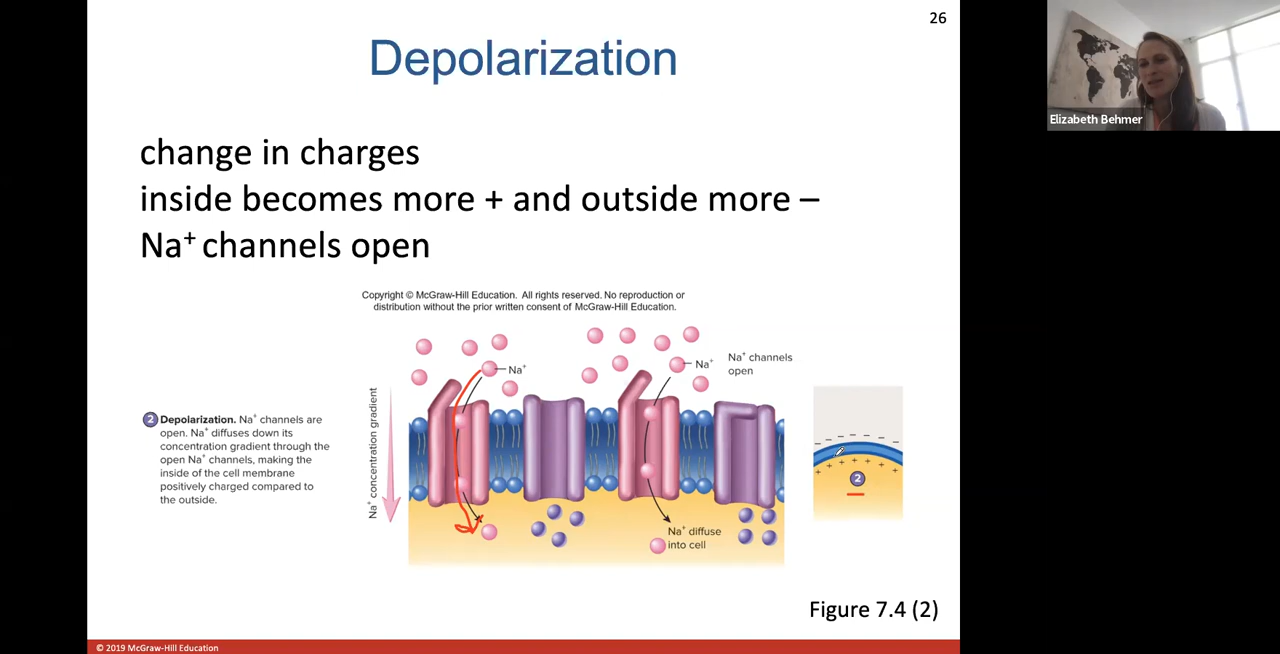 26
Depolarization
Elizabeth Behmer
change in charges
inside becomes more + and outside more –
Na⁺ channels open
Copyright © McGraw-Hill Education. All rights reserved. No reproduction or
distribution without the prior written consent of McGraw-Hill Education.
Na⁺
Na⁺
Na⁺ channels
open
Na⁺ concentration gradient
2 Depolarization. Na⁺ channels are
open. Na⁺ diffuses down its
concentration gradient through the
open Na⁺ channels, making the
inside of the cell membrane
positively charged compared to
the outside.
– – – – – –
+ + + + + + +
2
Na⁺ diffuse
into cell
Figure 7.4 (2)
© 2019 McGraw-Hill Education